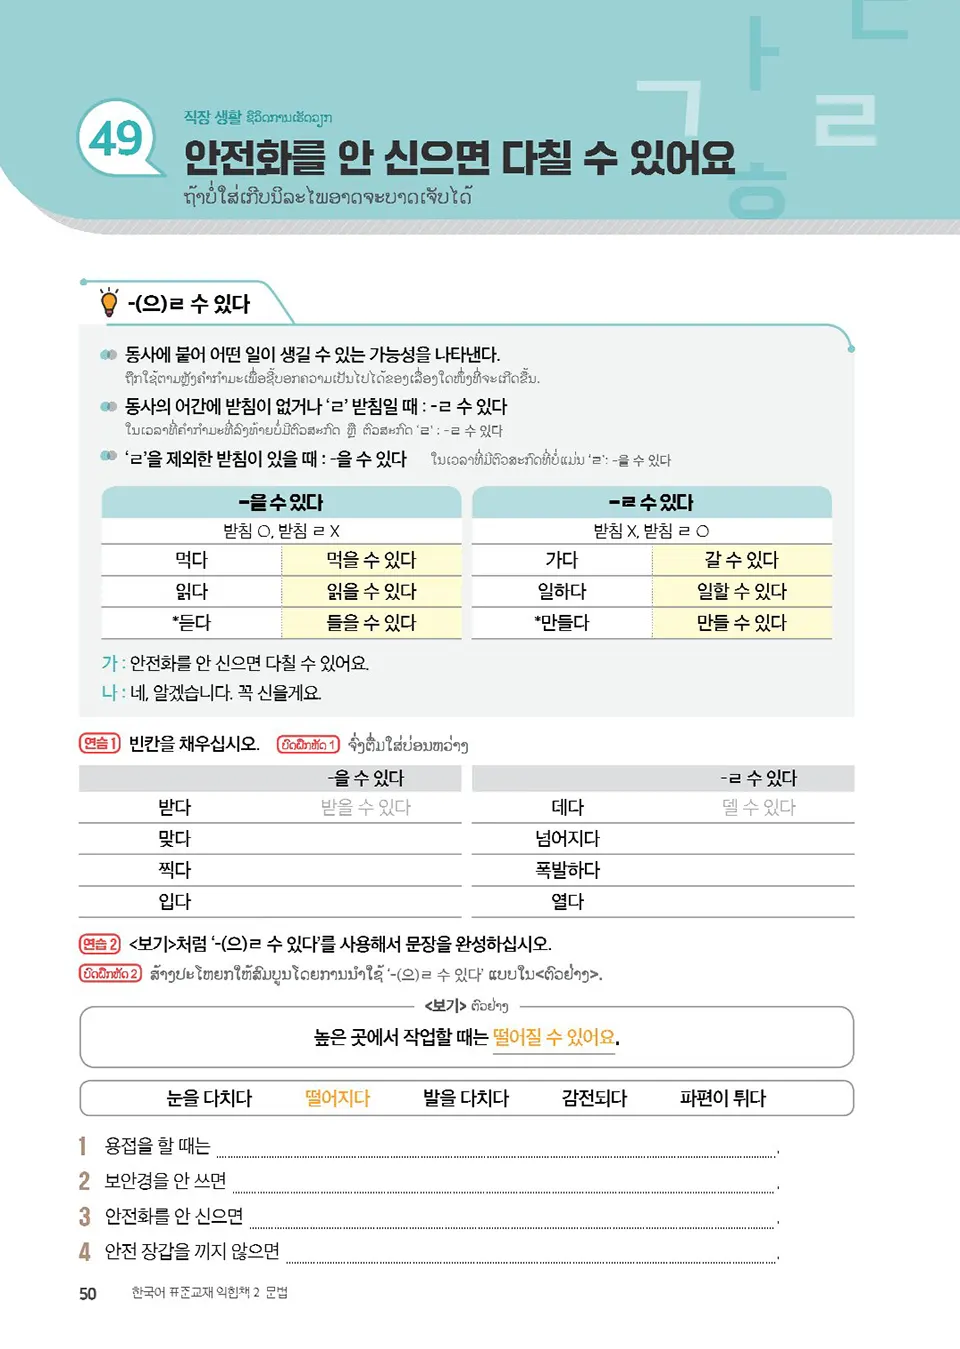 49
직장 생활 ຊີວິດການເຮັດວຽກ
안전화를 안 신으면 다칠 수 있어요
ຖ້າບໍ່ໃສ່ເກີບນິລະໄພອາດຈະບາດເຈັບໄດ້
-(으)ㄹ 수 있다
동사에 붙어 어떤 일이 생길 수 있는 가능성을 나타낸다.
ຖືກໃຊ້ຕາມຫຼັງຄຳກຳມະເພື່ອຊີ້ບອກຄວາມເປັນໄປໄດ້ຂອງເລື່ອງໃດໜຶ່ງທີ່ຈະເກີດຂຶ້ນ.
동사의 어간에 받침이 없거나 ‘ㄹ’ 받침일 때 : -ㄹ 수 있다
ໃນເວລາທີ່ຄຳກຳມະທີ່ລົງທ້າຍບໍ່ມີຕົວສະກົດ ຫຼື ຕົວສະກົດ ‘ㄹ’ : -ㄹ 수 있다
‘ㄹ’을 제외한 받침이 있을 때 : -을 수 있다 ໃນເວລາທີ່ມີຕົວສະກົດທີ່ບໍ່ແມ່ນ ‘ㄹ’: -을 수 있다
-을 수 있다 -ㄹ 수 있다
받침 O, 받침 ㄹ X 받침 X, 받침 ㄹ O
먹다 먹을 수 있다 가다 갈 수 있다
읽다 읽을 수 있다 일하다 일할 수 있다
*듣다 들을 수 있다 *만들다 만들 수 있다
가 : 안전화를 안 신으면 다칠 수 있어요.
나 : 네, 알겠습니다. 꼭 신을게요.
연습 1 빈칸을 채우십시오. ບົດຝຶກຫັດ 1 ຈົ່ງຕື່ມໃສ່ບ່ອນຫວ່າງ
-을 수 있다 -ㄹ 수 있다
받다 받을 수 있다 데다 델 수 있다
맞다 넘어지다
찍다 폭발하다
입다 열다
연습 2 <보기>처럼 ‘-(으)ㄹ 수 있다’를 사용해서 문장을 완성하십시오.
ບົດຝຶກຫັດ 2 ສ້າງປະໂຫຍກໃຫ້ສົມບູນໂດຍການນຳໃຊ້ ‘-(으)ㄹ 수 있다’ ແບບໃນ<ຕົວຢ່າງ>.
<보기> ຕົວຢ່າງ
높은 곳에서 작업할 때는 떨어질 수 있어요.
눈을 다치다 떨어지다 발을 다치다 감전되다 파편이 튀다
1 용접을 할 때는 .
2 보안경을 안 쓰면 .
3 안전화를 안 신으면 .
4 안전 장갑을 끼지 않으면 .
50 한국어 표준교재 익힘책 2 문법